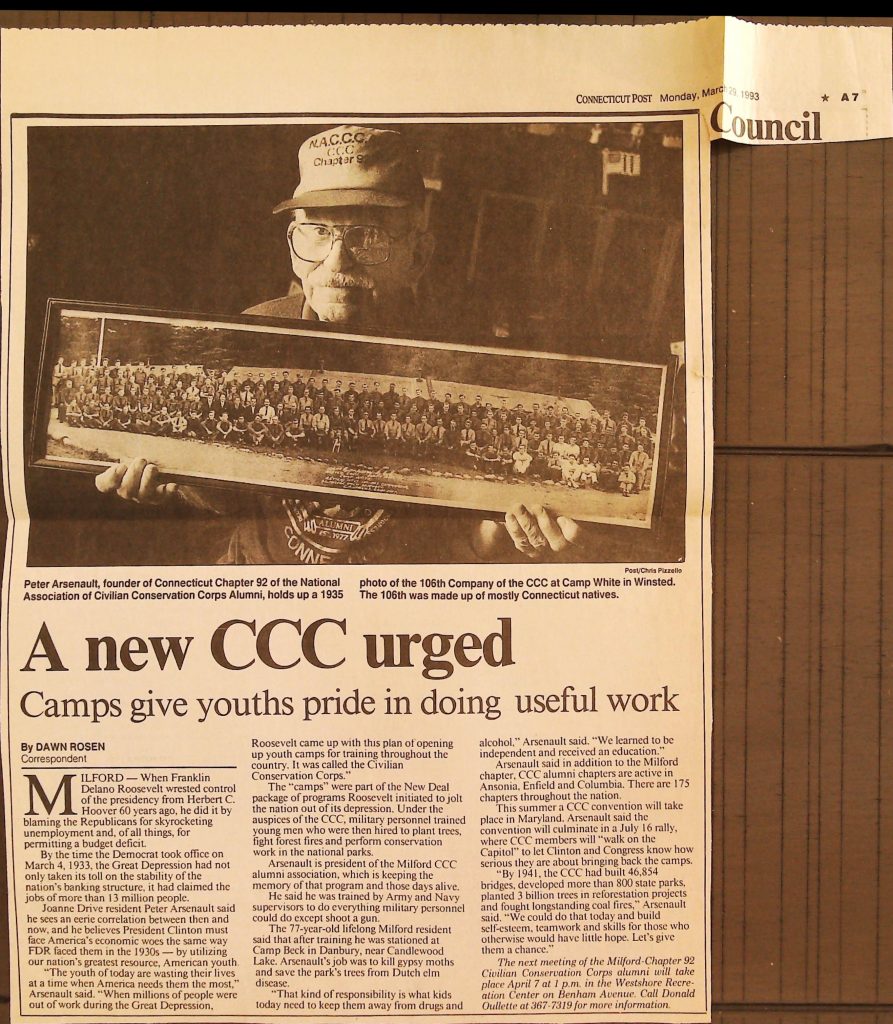 CONNECTICUT POST Monday, March 29, 1993 ★ A7
Council
N.A.C.C.C.
CCC
Chapter 9
ALUMNI
1977
CONNE
Post/Chris Pizzello
Peter Arsenault, founder of Connecticut Chapter 92 of the National
Association of Civilian Conservation Corps Alumni, holds up a 1935
photo of the 106th Company of the CCC at Camp White in Winsted.
The 106th was made up of mostly Connecticut natives.
A new CCC urged
Camps give youths pride in doing useful work
By DAWN ROSEN
Correspondent
MILFORD — When Franklin
Delano Roosevelt wrested control
of the presidency from Herbert C.
Hoover 60 years ago, he did it by
blaming the Republicans for skyrocketing
unemployment and, of all things, for
permitting a budget deficit.
By the time the Democrat took office on
March 4, 1933, the Great Depression had not
only taken its toll on the stability of the
nation's banking structure, it had claimed the
jobs of more than 13 million people.
Joanne Drive resident Peter Arsenault said
he sees an eerie correlation between then and
now, and he believes President Clinton must
face America's economic woes the same way
FDR faced them in the 1930s — by utilizing
our nation's greatest resource, American youth.
"The youth of today are wasting their lives
at a time when America needs them the most,"
Arsenault said. "When millions of people were
out of work during the Great Depression,
Roosevelt came up with this plan of opening
up youth camps for training throughout the
country. It was called the Civilian
Conservation Corps."
The "camps" were part of the New Deal
package of programs Roosevelt initiated to jolt
the nation out of its depression. Under the
auspices of the CCC, military personnel trained
young men who were then hired to plant trees,
fight forest fires and perform conservation
work in the national parks.
Arsenault is president of the Milford CCC
alumni association, which is keeping the
memory of that program and those days alive.
He said he was trained by Army and Navy
supervisors to do everything military personnel
could do except shoot a gun.
The 77-year-old lifelong Milford resident
said that after training he was stationed at
Camp Beck in Danbury, near Candlewood
Lake. Arsenault's job was to kill gypsy moths
and save the park's trees from Dutch elm
disease.
"That kind of responsibility is what kids
today need to keep them away from drugs and
alcohol," Arsenault said. "We learned to be
independent and received an education."
Arsenault said in addition to the Milford
chapter, CCC alumni chapters are active in
Ansonia, Enfield and Columbia. There are 175
chapters throughout the nation.
This summer a CCC convention will take
place in Maryland. Arsenault said the
convention will culminate in a July 16 rally,
where CCC members will "walk on the
Capitol" to let Clinton and Congress know how
serious they are about bringing back the camps.
"By 1941, the CCC had built 46,854
bridges, developed more than 800 state parks,
planted 3 billion trees in reforestation projects
and fought longstanding coal fires," Arsenault
said. "We could do that today and build
self-esteem, teamwork and skills for those who
otherwise would have little hope. Let's give
them a chance."
The next meeting of the Milford-Chapter 92
Civilian Conservation Corps alumni will take
place April 7 at 1 p.m. in the Westshore Recre-
ation Center on Benham Avenue. Call Donald
Oullette at 367-7319 for more information.